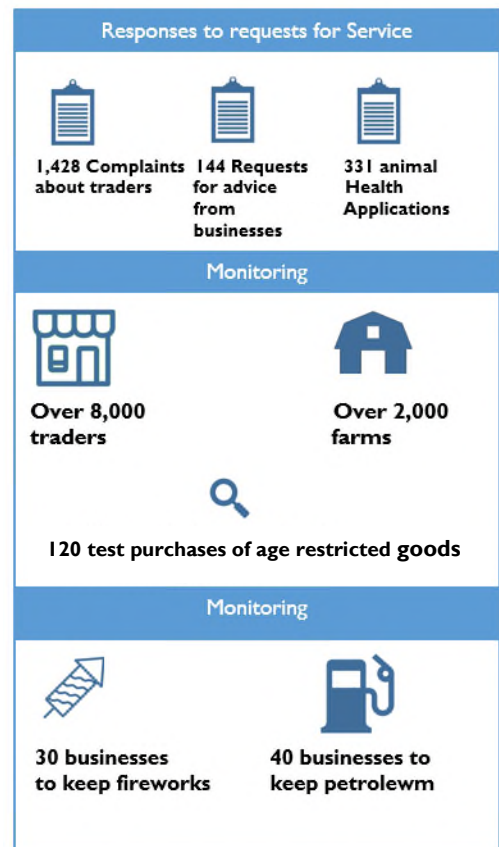 Responses to requests for Service
1,428 Complaints
about traders
144 Requests
for advice
from
businesses
331 animal
Health
Applications
Monitoring
Over 8,000
traders
Over 2,000
farms
120 test purchases of age restricted goods
Monitoring
30 businesses
to keep fireworks
40 businesses to
keep petrolewm